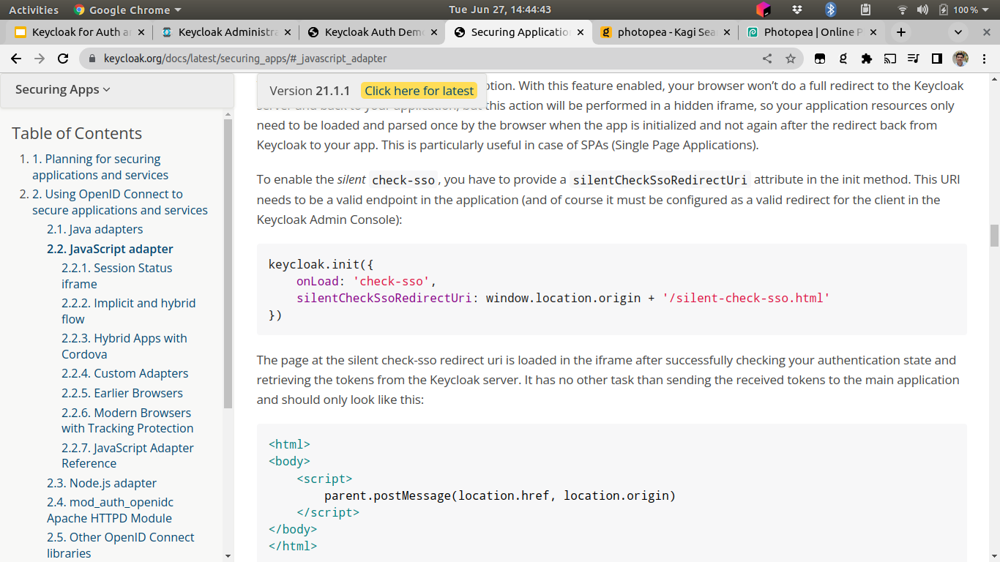 Activities Google Chrome Tue Jun 27, 14:44:43 100 %
Keycloak for Auth a Keycloak Administra Keycloak Auth Dem Securing Applicatio photopea - Kagi Sea Photopea | Online P
keycloak.org/docs/latest/securing_apps/#_javascript_adapter
Securing Apps
Version 21.1.1 Click here for latest
Table of Contents
1. 1. Planning for securing
applications and services
2. 2. Using OpenID Connect to
secure applications and services
2.1. Java adapters
2.2. JavaScript adapter
2.2.1. Session Status
iframe
2.2.2. Implicit and hybrid
flow
2.2.3. Hybrid Apps with
Cordova
2.2.4. Custom Adapters
2.2.5. Earlier Browsers
2.2.6. Modern Browsers
with Tracking Protection
2.2.7. JavaScript Adapter
Reference
2.3. Node.js adapter
2.4. mod_auth_openidc
Apache HTTPD Module
2.5. Other OpenID Connect
libraries
otion. With this feature enabled, your browser won’t do a full redirect to the Keycloak
this action will be performed in a hidden iframe, so your application resources only
need to be loaded and parsed once by the browser when the app is initialized and not again after the redirect back from
Keycloak to your app. This is particularly useful in case of SPAs (Single Page Applications).
To enable the silent check-sso, you have to provide a silentCheckSsoRedirectUri attribute in the init method. This URI
needs to be a valid endpoint in the application (and of course it must be configured as a valid redirect for the client in the
Keycloak Admin Console):
keycloak.init({
onLoad: 'check-sso',
silentCheckSsoRedirectUri: window.location.origin + '/silent-check-sso.html'
})
The page at the silent check-sso redirect uri is loaded in the iframe after successfully checking your authentication state and
retrieving the tokens from the Keycloak server. It has no other task than sending the received tokens to the main application
and should only look like this:
<html>
<body>
<script>
parent.postMessage(location.href, location.origin)
</script>
</body>
</html>